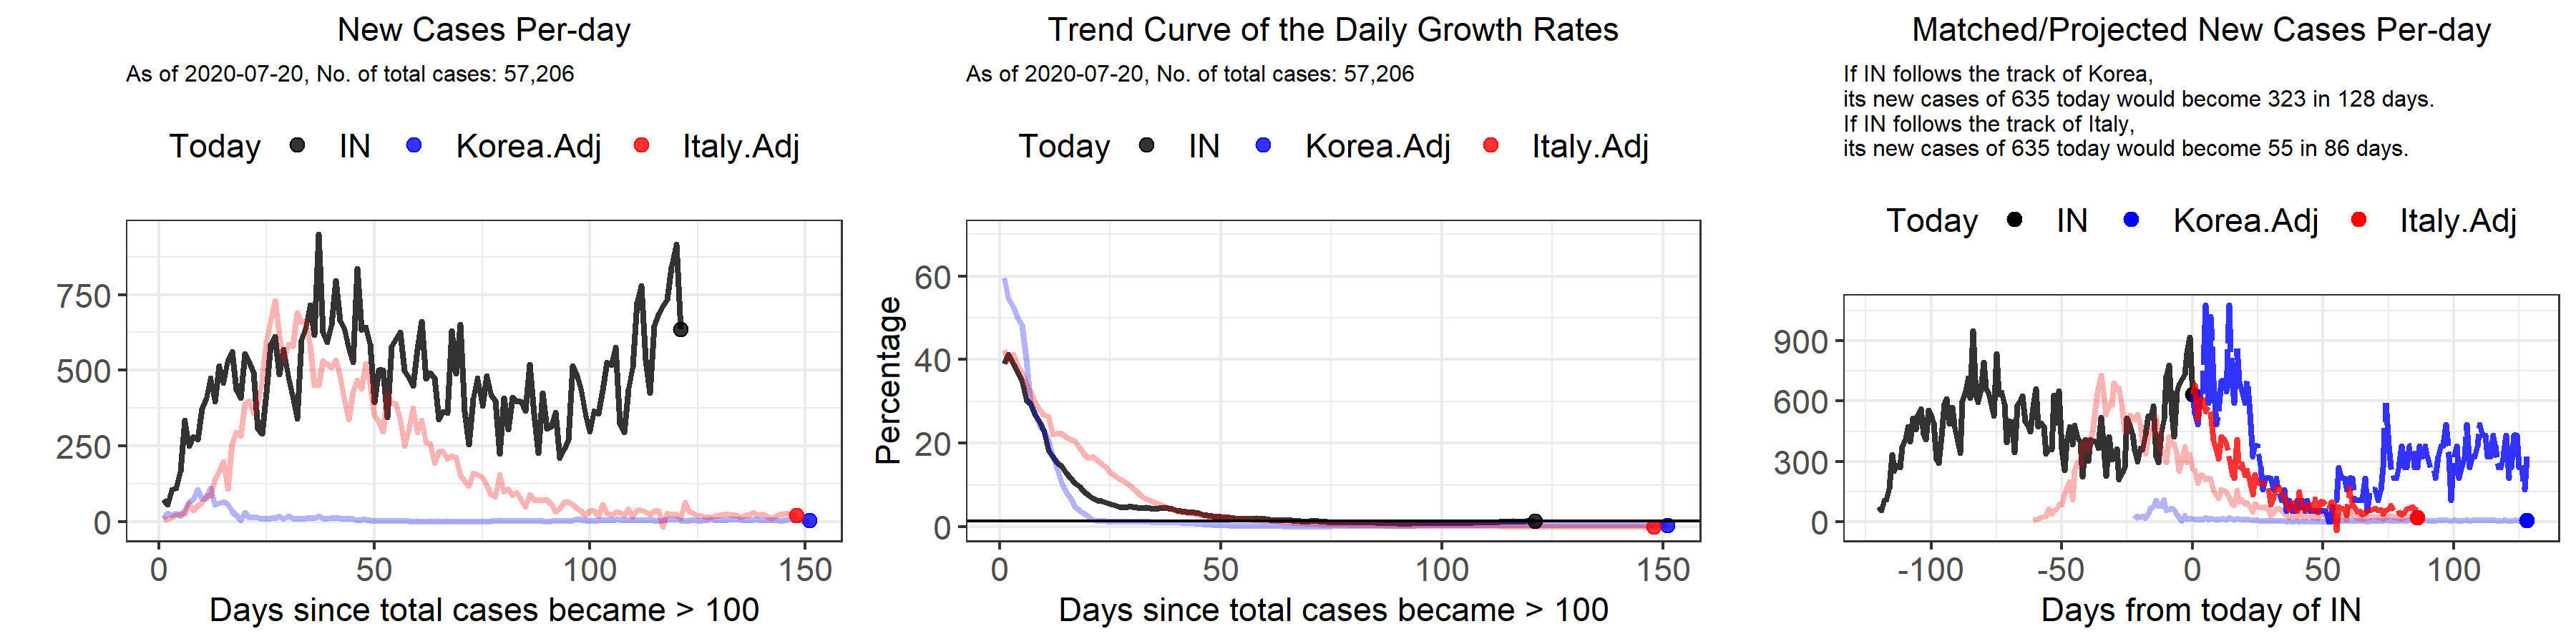 New Cases Per-day
As of 2020-07-20, No. of total cases: 57,206
Today IN Korea.Adj Italy.Adj
750
500
250
0
0 50 100 150
Days since total cases became > 100
Trend Curve of the Daily Growth Rates
As of 2020-07-20, No. of total cases: 57,206
Today IN Korea.Adj Italy.Adj
Percentage
60
40
20
0
0 50 100 150
Days since total cases became > 100
Matched/Projected New Cases Per-day
If IN follows the track of Korea,
its new cases of 635 today would become 323 in 128 days.
If IN follows the track of Italy,
its new cases of 635 today would become 55 in 86 days.
Today IN Korea.Adj Italy.Adj
900
600
300
0
-100 -50 0 50 100
Days from today of IN